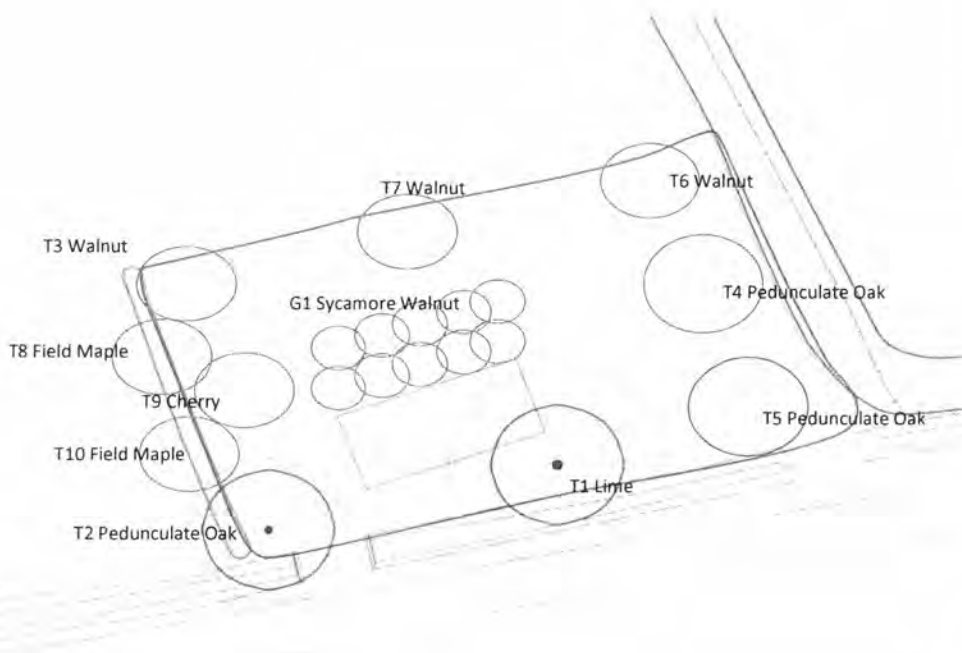 T7 Walnut
T6 Walnut
T3 Walnut
T4 Pedunculate Oak
G1 Sycamore Walnut
T8 Field Maple
T9 Cherry
T5 Pedunculate Oak
T10 Field Maple
T1 Lime
T2 Pedunculate Oak